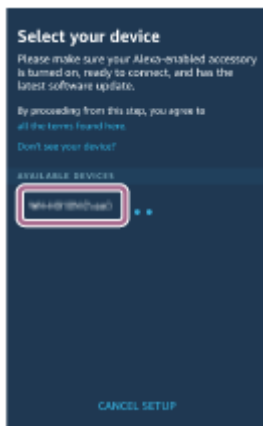 Select your device
Please make sure your Alexa-enabled accessory
is turned on, ready to connect, and has the
latest software update.
By proceeding from this step, you agree to
all the terms found here.
Don't see your device?
AVAILABLE DEVICES
CANCEL SETUP